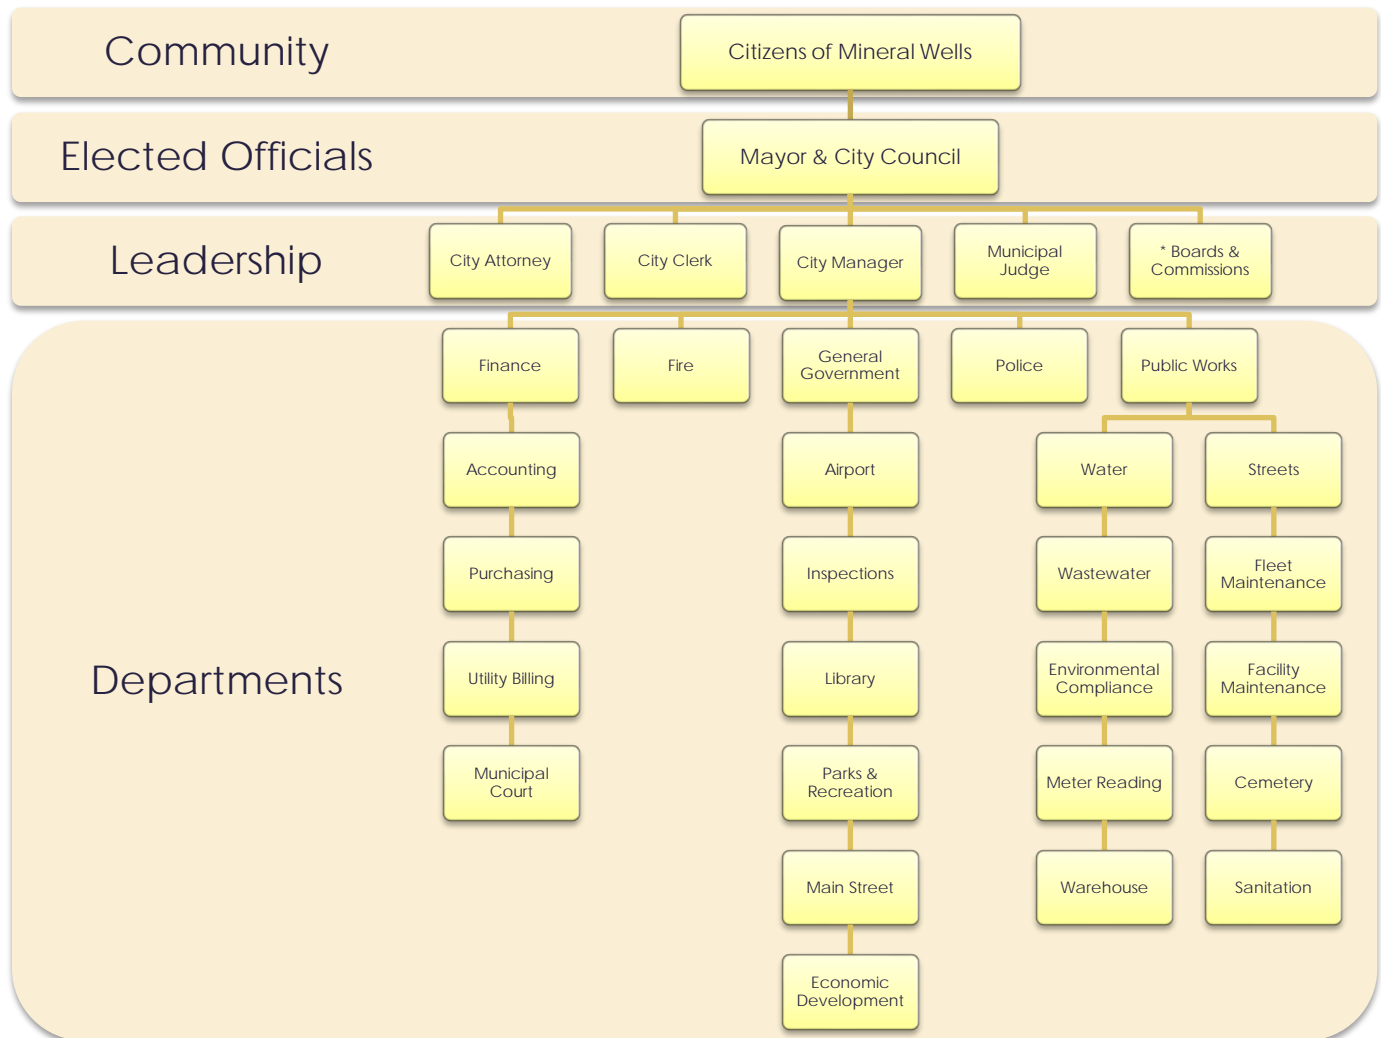 Community
Citizens of Mineral Wells
Elected Officials
Mayor & City Council
Leadership
City Attorney
City Clerk
City Manager
Municipal
Judge
* Boards &
Commissions
Departments
Finance
Fire
General
Government
Police
Public Works
Accounting
Airport
Water
Streets
Purchasing
Inspections
Wastewater
Fleet
Maintenance
Utility Billing
Library
Environmental
Compliance
Facility
Maintenance
Municipal
Court
Parks &
Recreation
Meter Reading
Cemetery
Main Street
Warehouse
Sanitation
Economic
Development